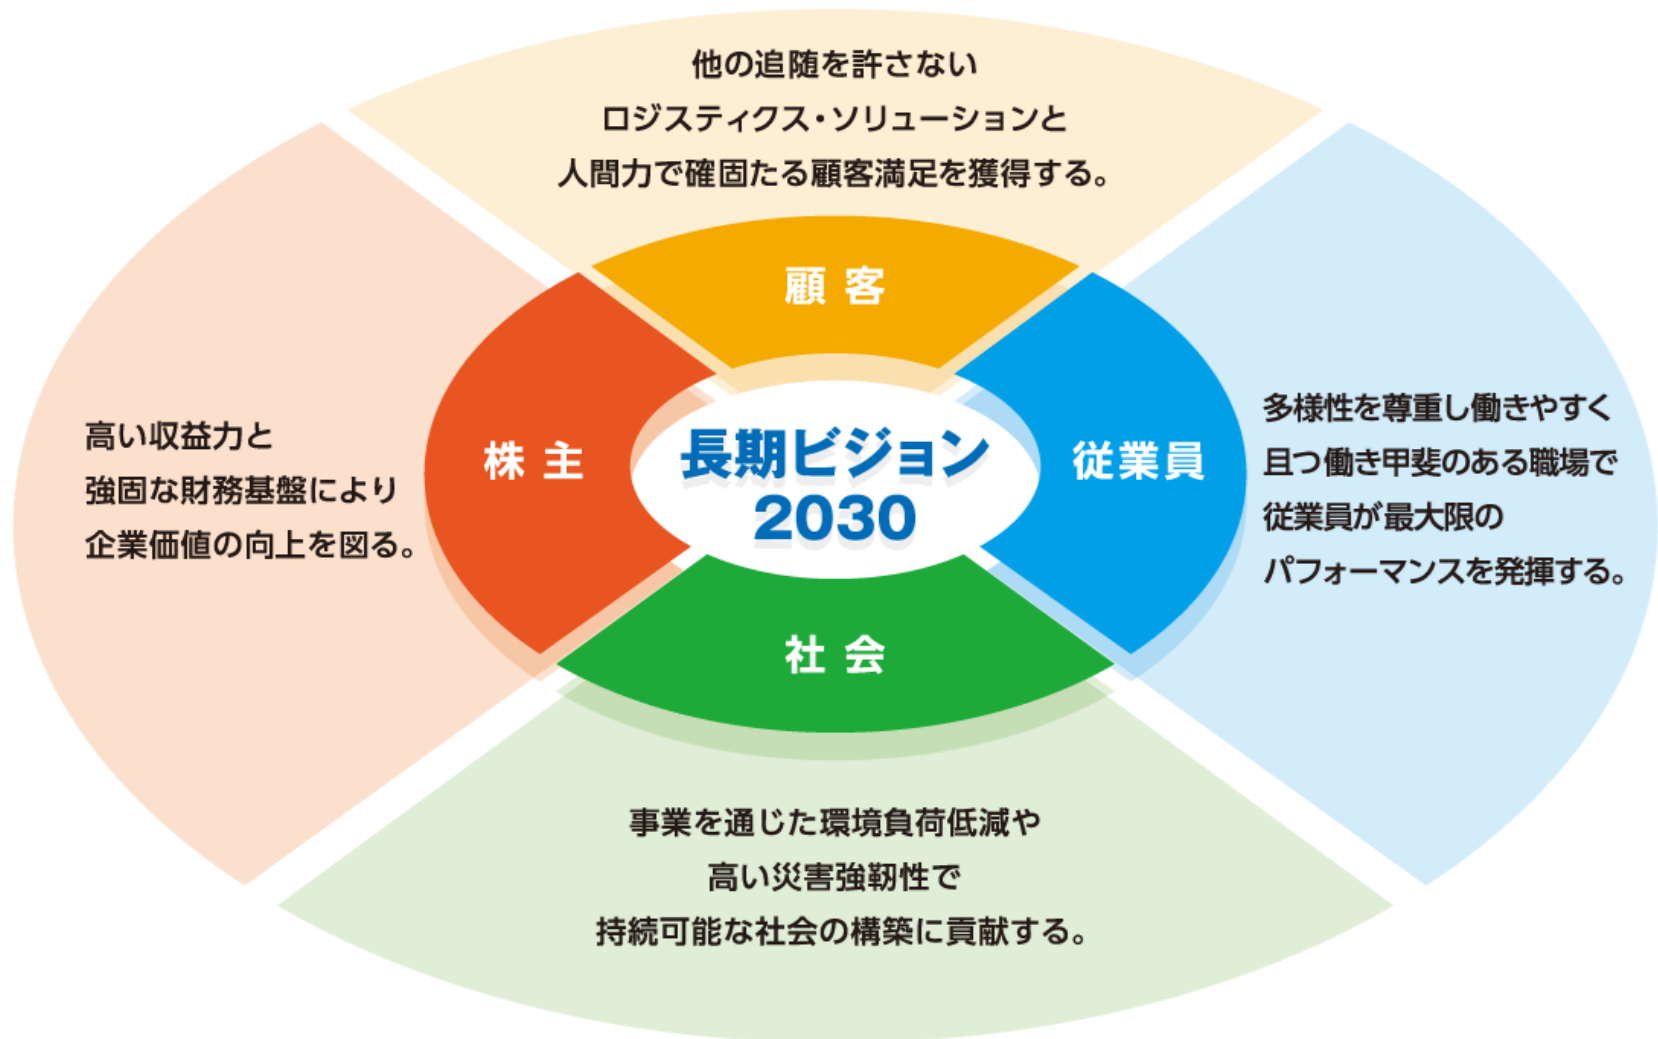 他の追随を許さない
ロジスティクス・ソリューションと
人間力で確固たる顧客満足を獲得する。
顧客
高い収益力と
強固な財務基盤により
企業価値の向上を図る。
株主
長期ビジョン
2030
従業員
多様性を尊重し働きやすく
且つ働き甲斐のある職場で
従業員が最大限の
パフォーマンスを発揮する。
社会
事業を通じた環境負荷低減や
高い災害強靭性で
持続可能な社会の構築に貢献する。